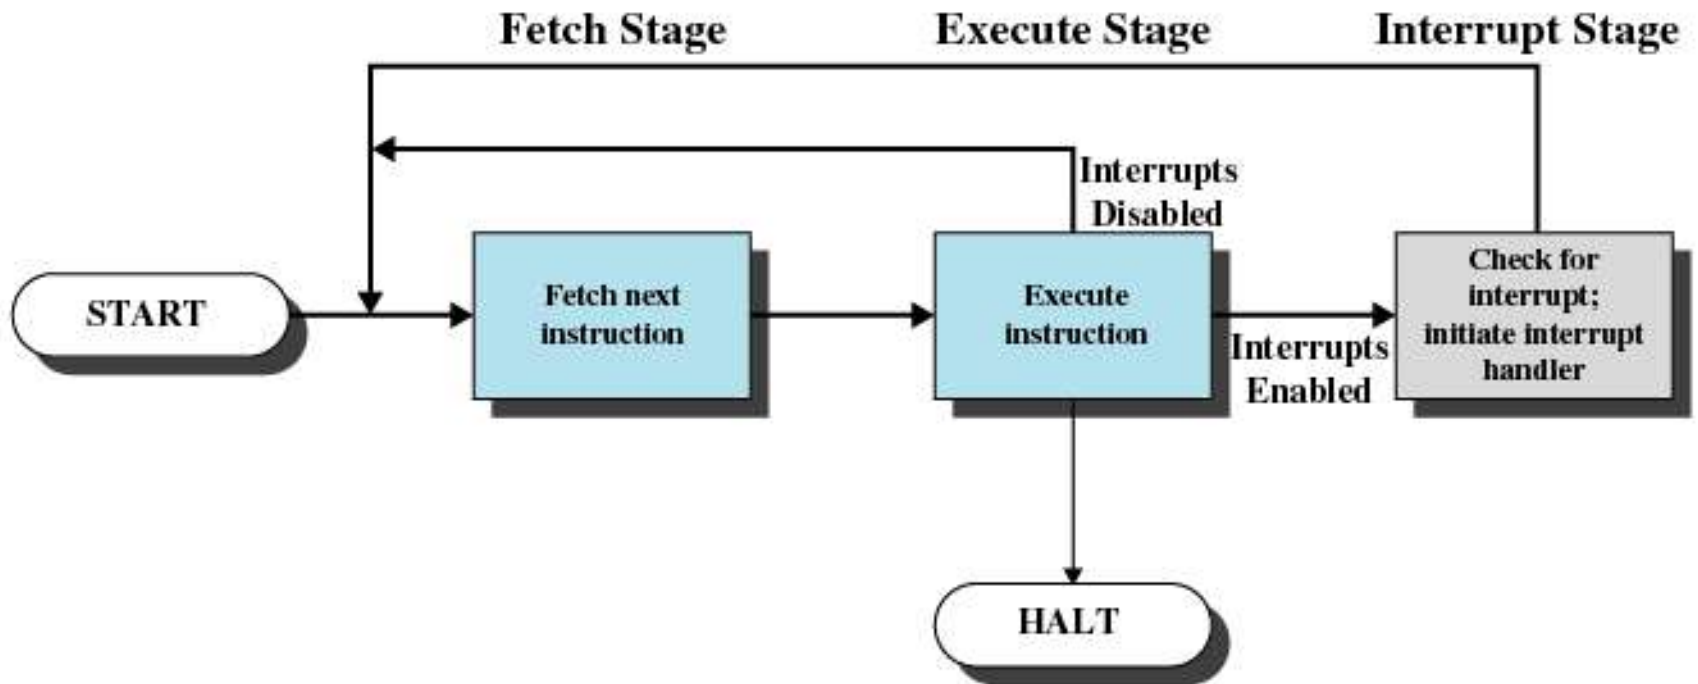 Fetch Stage
Execute Stage
Interrupt Stage
Interrupts
Disabled
START
Fetch next
instruction
Execute
instruction
Interrupts
Enabled
Check for
interrupt;
initiate interrupt
handler
HALT